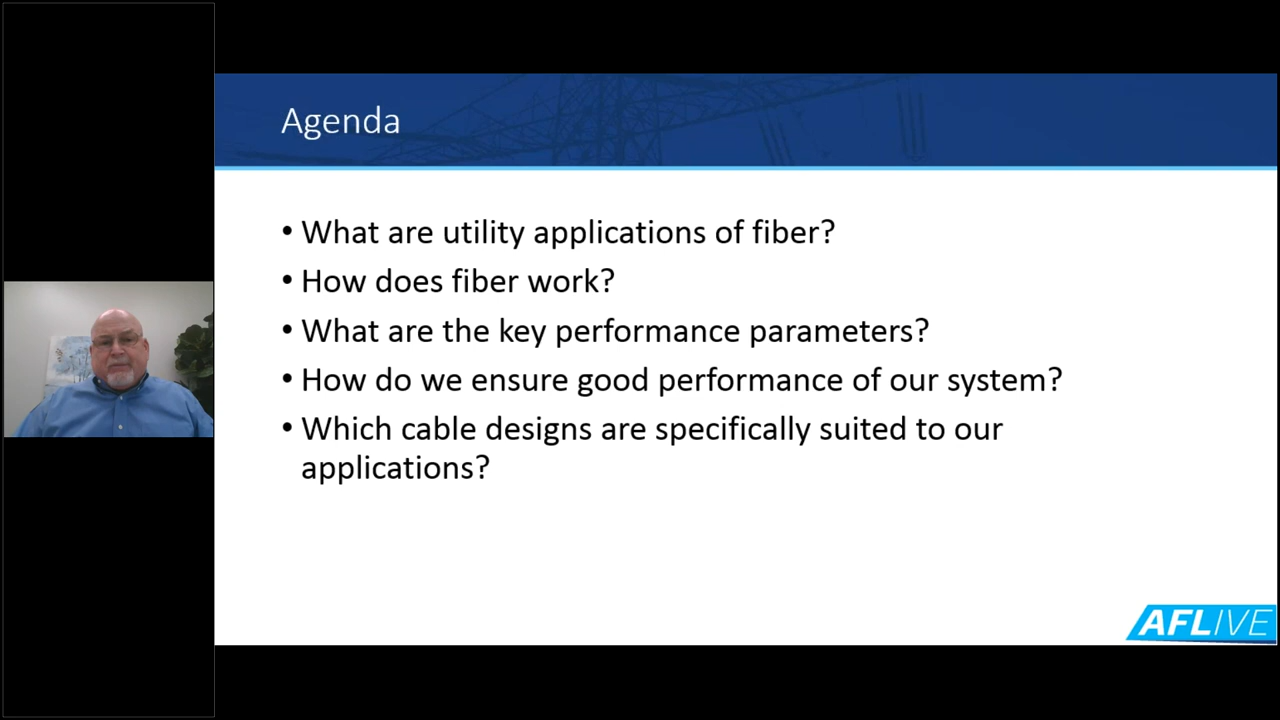 Agenda
• What are utility applications of fiber?
• How does fiber work?
• What are the key performance parameters?
• How do we ensure good performance of our system?
• Which cable designs are specifically suited to our
applications?
AFLIVE